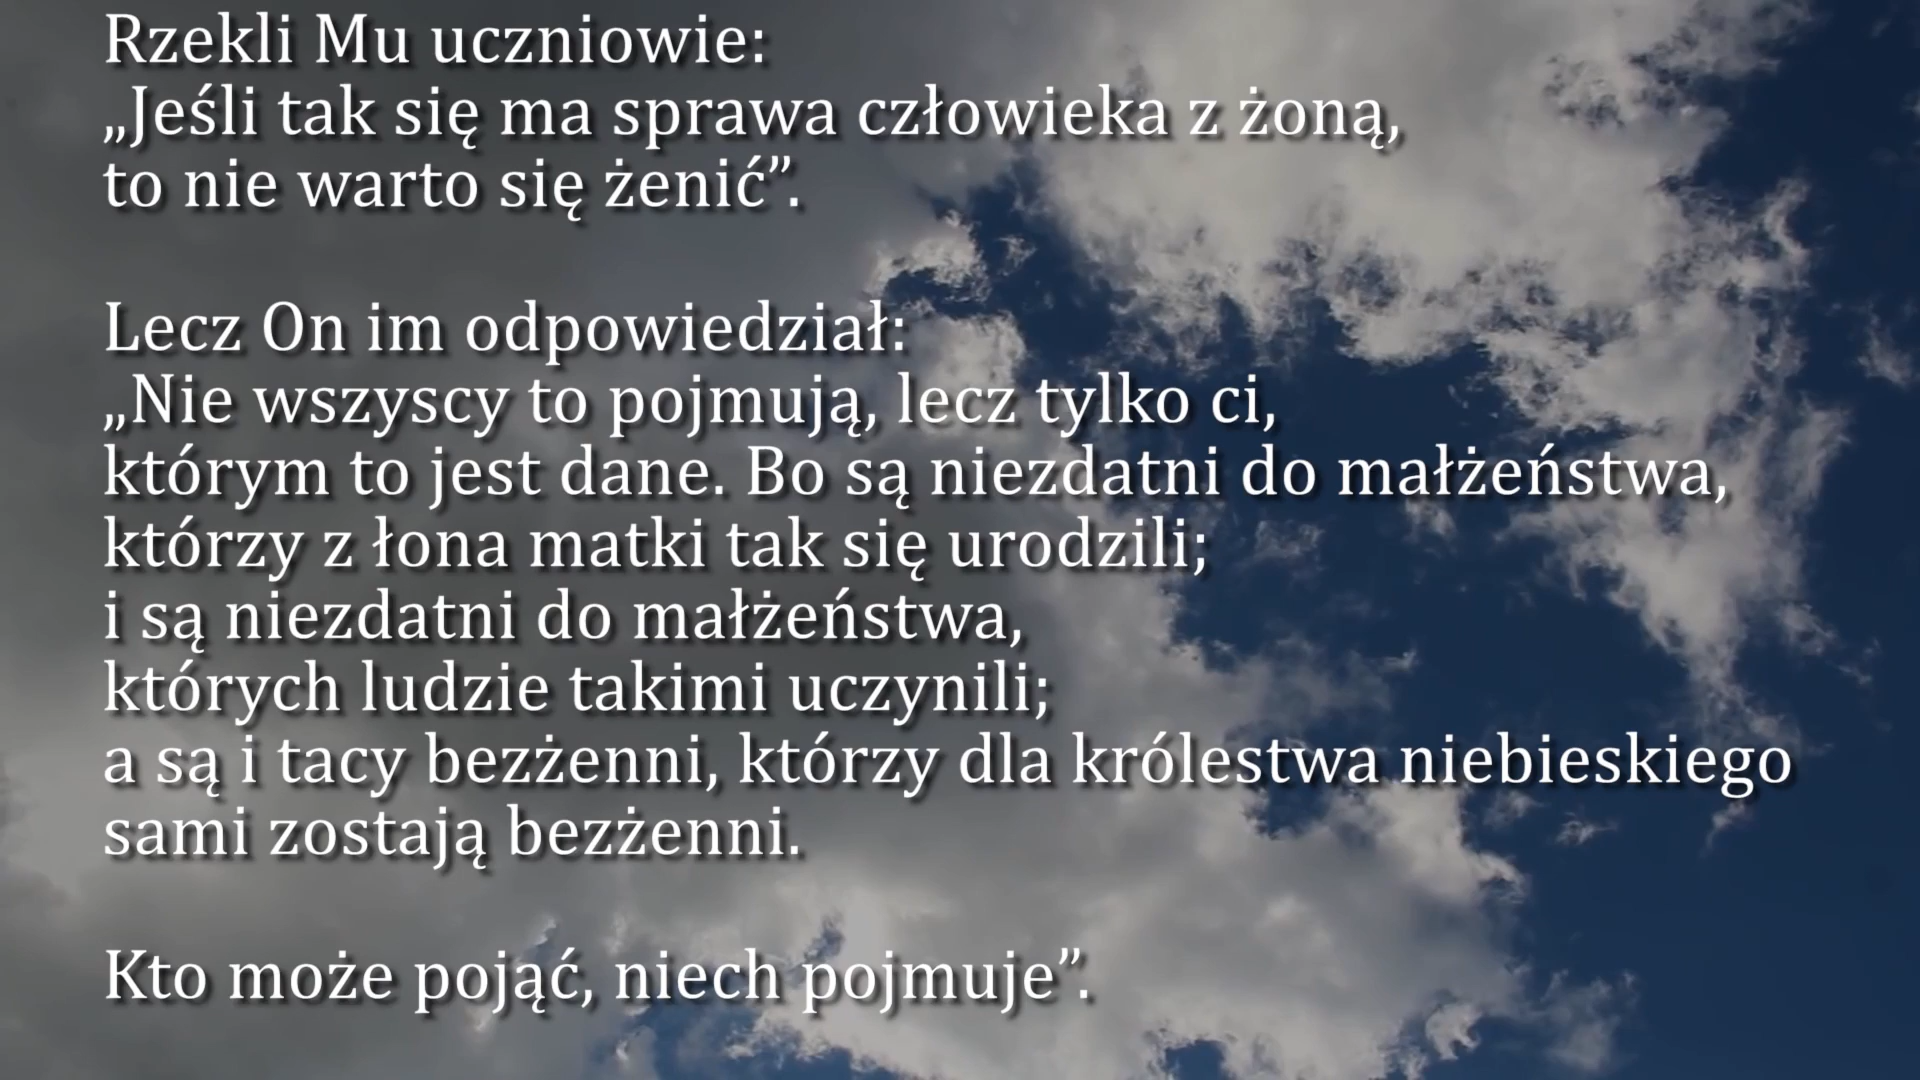 Rzekli Mu uczniowie:
„Jeśli tak się ma sprawa człowieka z żoną,
to nie warto się żenić”.
Lecz On im odpowiedział:
„Nie wszyscy to pojmują, lecz tylko ci,
którym to jest dane. Bo są niezdatni do małżeństwa,
którzy z łona matki tak się urodzili;
i są niezdatni do małżeństwa,
których ludzie takimi uczynili;
a są i tacy bezżenni, którzy dla królestwa niebieskiego
sami zostają bezżenni.
Kto może pojąć, niech pojmuje”.